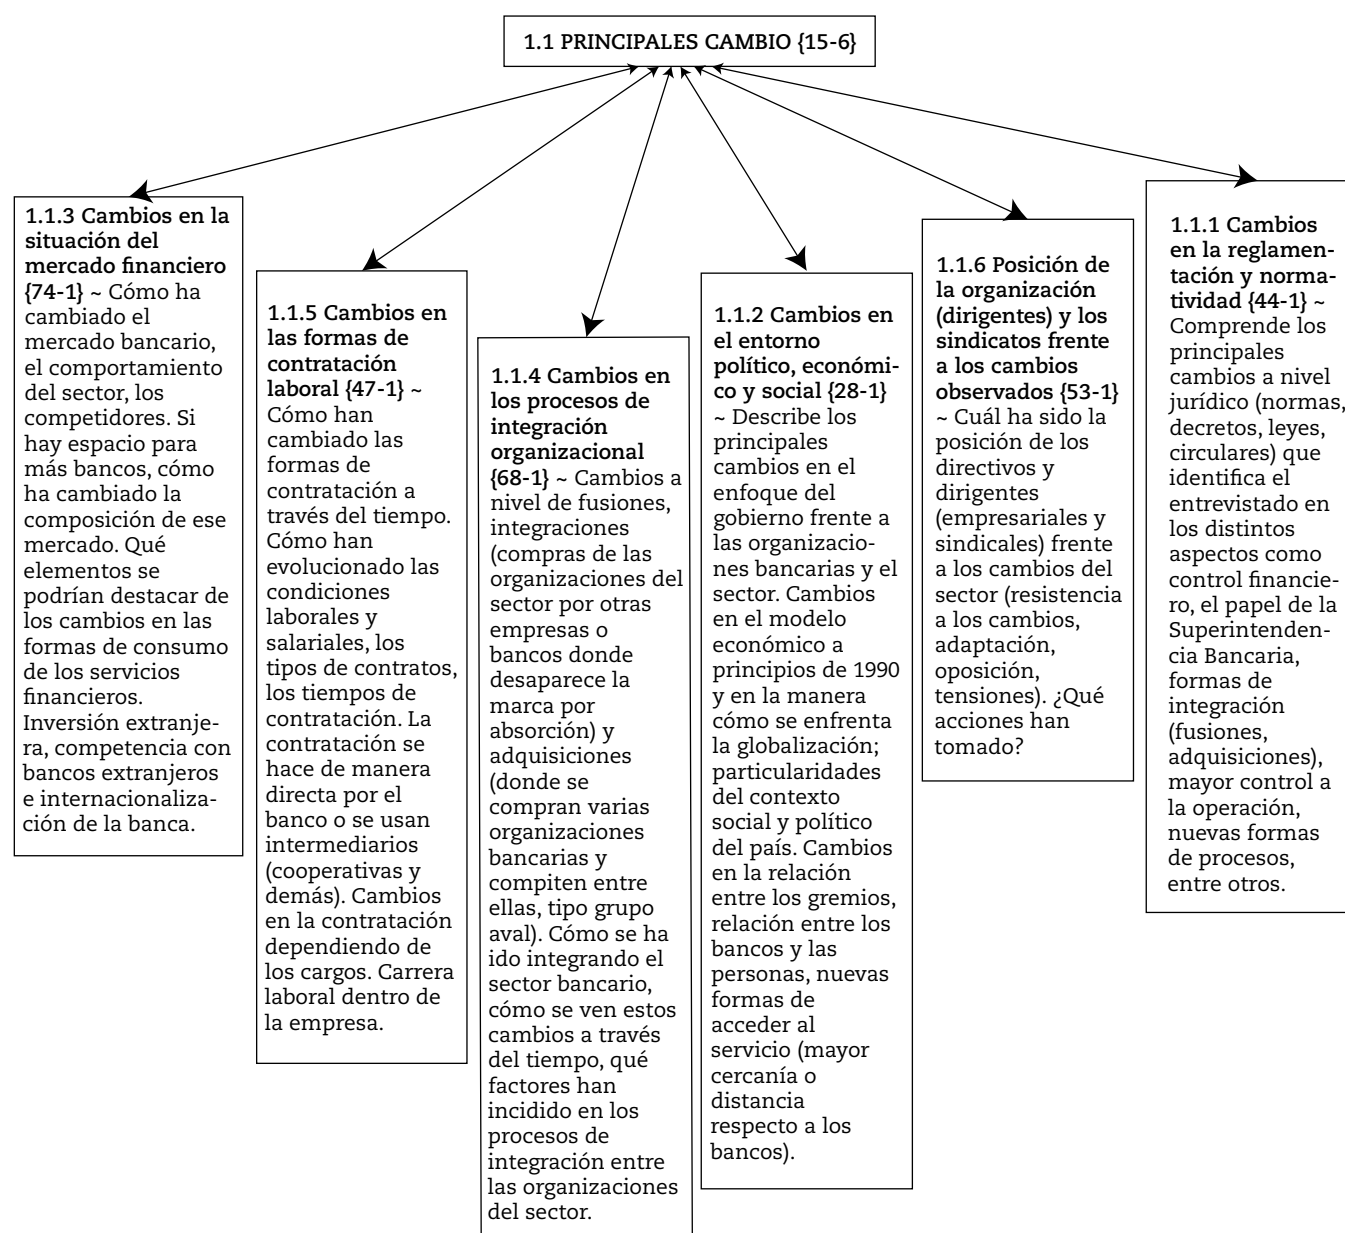 1.1 PRINCIPALES CAMBIO {15-6}
1.1.3 Cambios en la
situación del
mercado financiero
{74-1} ~ Cómo ha
cambiado el
mercado bancario,
el comportamiento
del sector, los
competidores. Si
hay espacio para
más bancos, cómo
ha cambiado la
composición de ese
mercado. Qué
elementos se
podrían destacar de
los cambios en las
formas de consumo
de los servicios
financieros.
Inversión extranje-
ra, competencia con
bancos extranjeros
e internacionaliza-
ción de la banca.
1.1.5 Cambios en
las formas de
contratación
laboral {47-1} ~
Cómo han
cambiado las
formas de
contratación a
través del tiempo.
Cómo han
evolucionado las
condiciones
laborales y
salariales, los
tipos de contratos,
los tiempos de
contratación. La
contratación se
hace de manera
directa por el
banco o se usan
intermediarios
(cooperativas y
demás). Cambios
en la contratación
dependiendo de
los cargos. Carrera
laboral dentro de
la empresa.
1.1.4 Cambios en
los procesos de
integración
organizacional
{68-1} ~ Cambios a
nivel de fusiones,
integraciones
(compras de las
organizaciones del
sector por otras
empresas o
bancos donde
desaparece la
marca por
absorción) y
adquisiciones
(donde se
compran varias
organizaciones
bancarias y
compiten entre
ellas, tipo grupo
aval). Cómo se ha
ido integrando el
sector bancario,
cómo se ven estos
cambios a través
del tiempo, qué
factores han
incidido en los
procesos de
integración entre
las organizaciones
del sector.
1.1.2 Cambios en
el entorno
político, económi-
co y social {28-1}
~ Describe los
principales
cambios en el
enfoque del
gobierno frente a
las organizacio-
nes bancarias y el
sector. Cambios
en el modelo
económico a
principios de 1990
y en la manera
cómo se enfrenta
la globalización;
particularidades
del contexto
social y político
del país. Cambios
en la relación
entre los gremios,
relación entre los
bancos y las
personas, nuevas
formas de
acceder al
servicio (mayor
cercanía o
distancia
respecto a los
bancos).
1.1.6 Posición de
la organización
(dirigentes) y los
sindicatos frente
a los cambios
observados {53-1}
~ Cuál ha sido la
posición de los
directivos y
dirigentes
(empresariales y
sindicales) frente
a los cambios del
sector (resistencia
a los cambios,
adaptación,
oposición,
tensiones). ¿Qué
acciones han
tomado?
1.1.1 Cambios
en la reglamen-
tación y norma-
tividad {44-1} ~
Comprende los
principales
cambios a nivel
jurídico (normas,
decretos, leyes,
circulares) que
identifica el
entrevistado en
los distintos
aspectos como
control financie-
ro, el papel de la
Superintenden-
cia Bancaria,
formas de
integración
(fusiones,
adquisiciones),
mayor control a
la operación,
nuevas formas
de procesos,
entre otros.